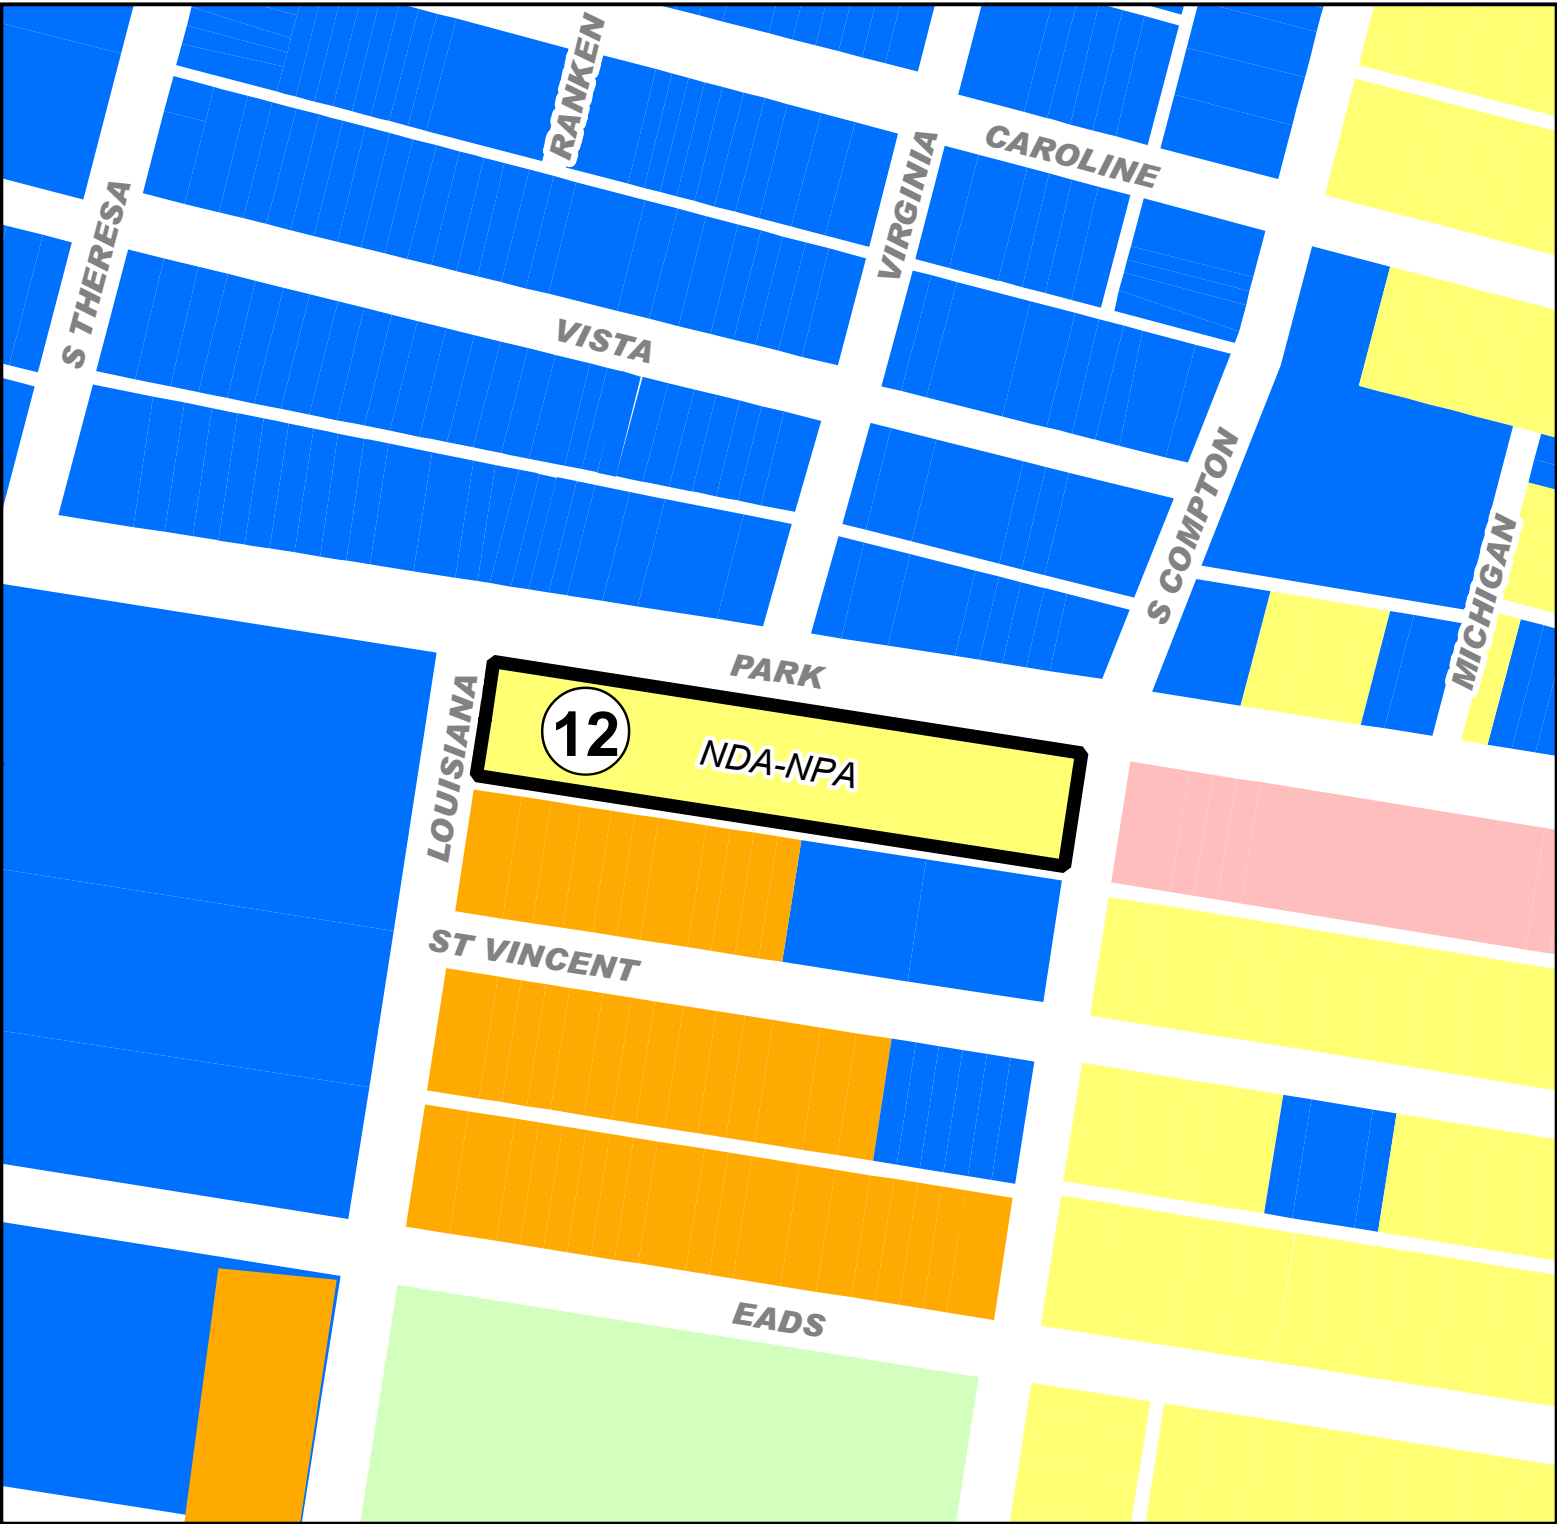 RANKEN
CAROLINE
VIRGINIA
S THERESA
VISTA
S COMPTON
MICHIGAN
PARK
LOUISIANA
12
NDA-NPA
ST VINCENT
EADS